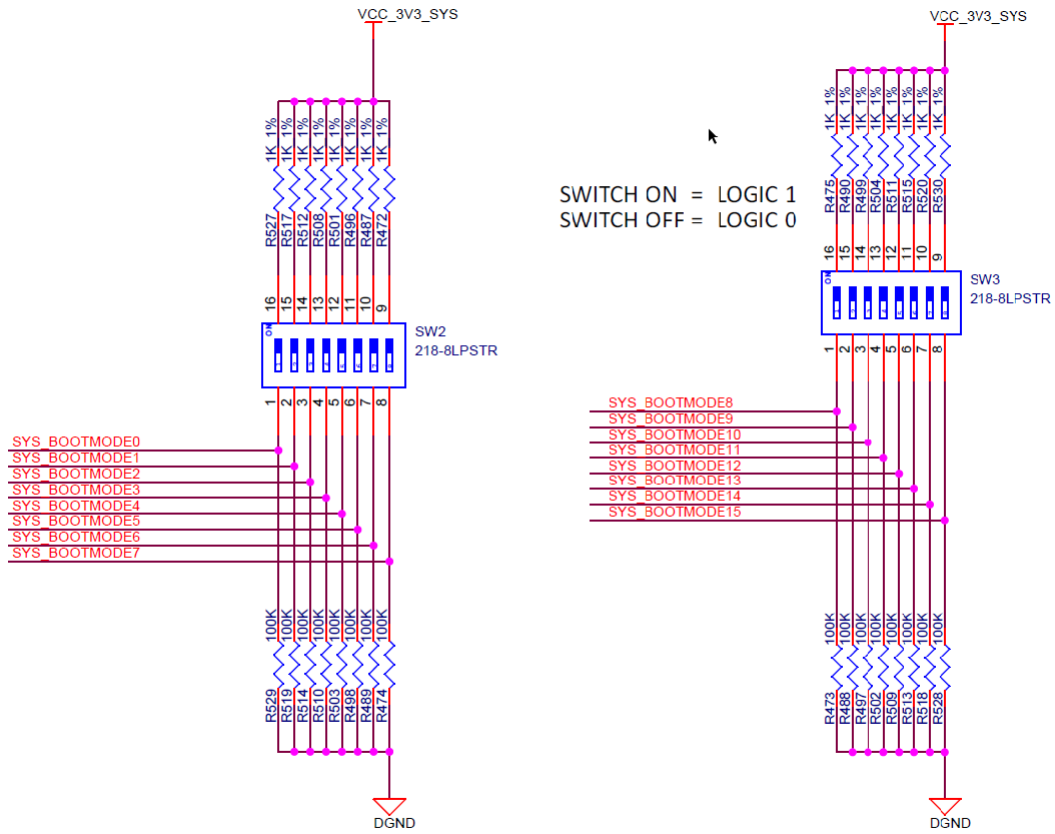 VCC_3V3_SYS
1K 1%
1K 1%
1K 1%
1K 1%
1K 1%
1K 1%
1K 1%
1K 1%
R527
R517
R512
R508
R501
R496
R487
R472
16
15
14
13
12
11
10
9
ON
SW2
218-8LPSTR
1
2
3
4
5
6
7
8
SYS_BOOTMODE0
SYS_BOOTMODE1
SYS_BOOTMODE2
SYS_BOOTMODE3
SYS_BOOTMODE4
SYS_BOOTMODE5
SYS_BOOTMODE6
SYS_BOOTMODE7
100K
100K
100K
100K
100K
100K
100K
100K
R529
R519
R514
R510
R503
R498
R489
R474
DGND
SWITCH ON = LOGIC 1
SWITCH OFF = LOGIC 0
VCC_3V3_SYS
1K 1%
1K 1%
1K 1%
1K 1%
1K 1%
1K 1%
1K 1%
1K 1%
R475
R490
R499
R504
R511
R515
R520
R530
16
15
14
13
12
11
10
9
ON
SW3
218-8LPSTR
1
2
3
4
5
6
7
8
SYS_BOOTMODE8
SYS_BOOTMODE9
SYS_BOOTMODE10
SYS_BOOTMODE11
SYS_BOOTMODE12
SYS_BOOTMODE13
SYS_BOOTMODE14
SYS_BOOTMODE15
100K
100K
100K
100K
100K
100K
100K
100K
R473
R488
R497
R502
R509
R513
R518
R528
DGND